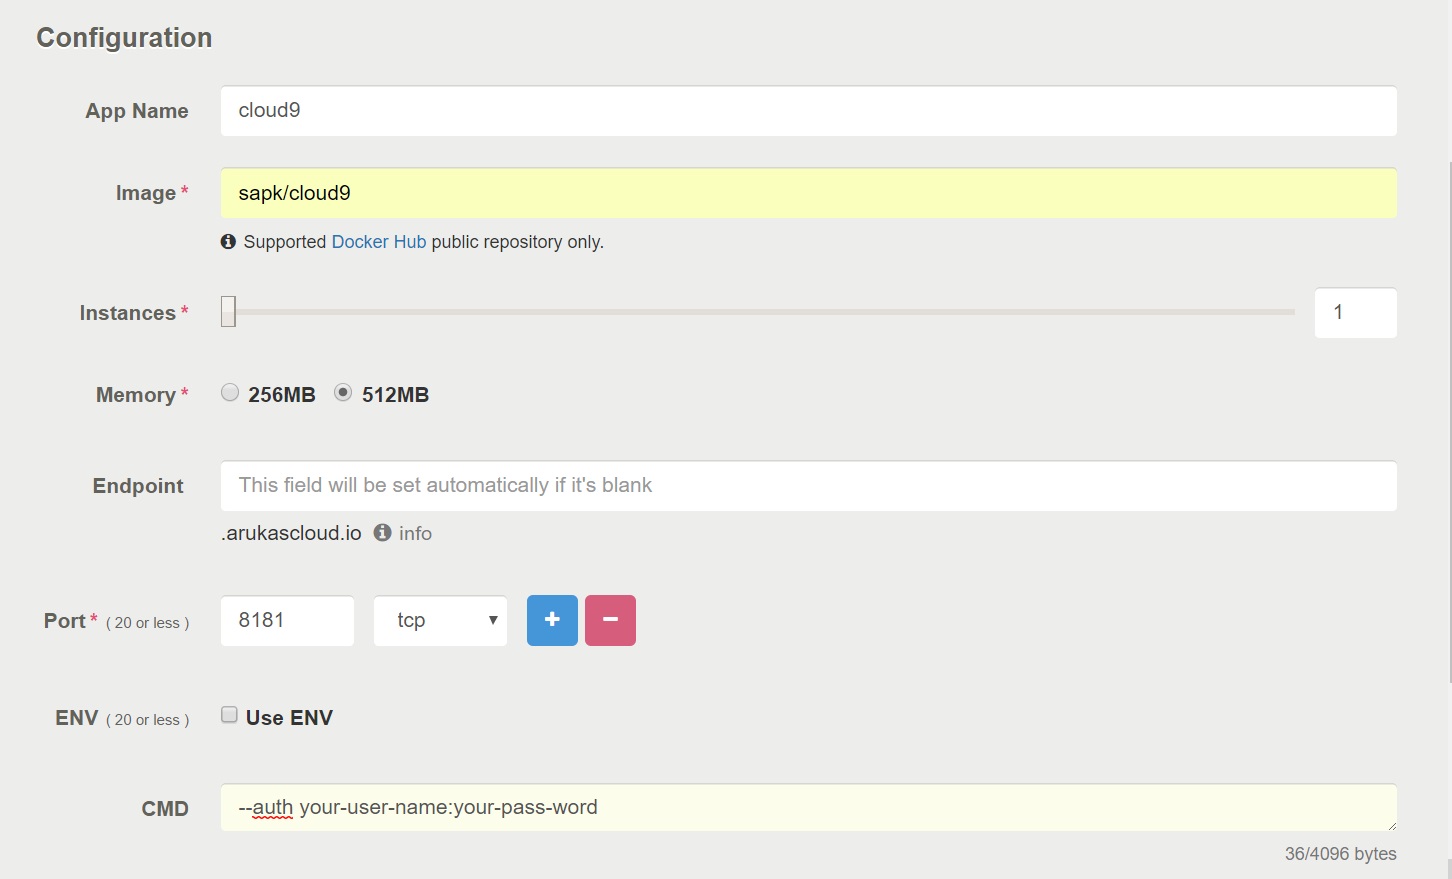 Configuration
App Name cloud9
Image * sapk/cloud9
Supported Docker Hub public repository only.
Instances * 1
Memory * 256MB 512MB
Endpoint This field will be set automatically if it's blank
.arukascloud.io info
Port * ( 20 or less ) 8181 tcp + −
ENV ( 20 or less ) Use ENV
CMD --auth your-user-name:your-pass-word
36/4096 bytes